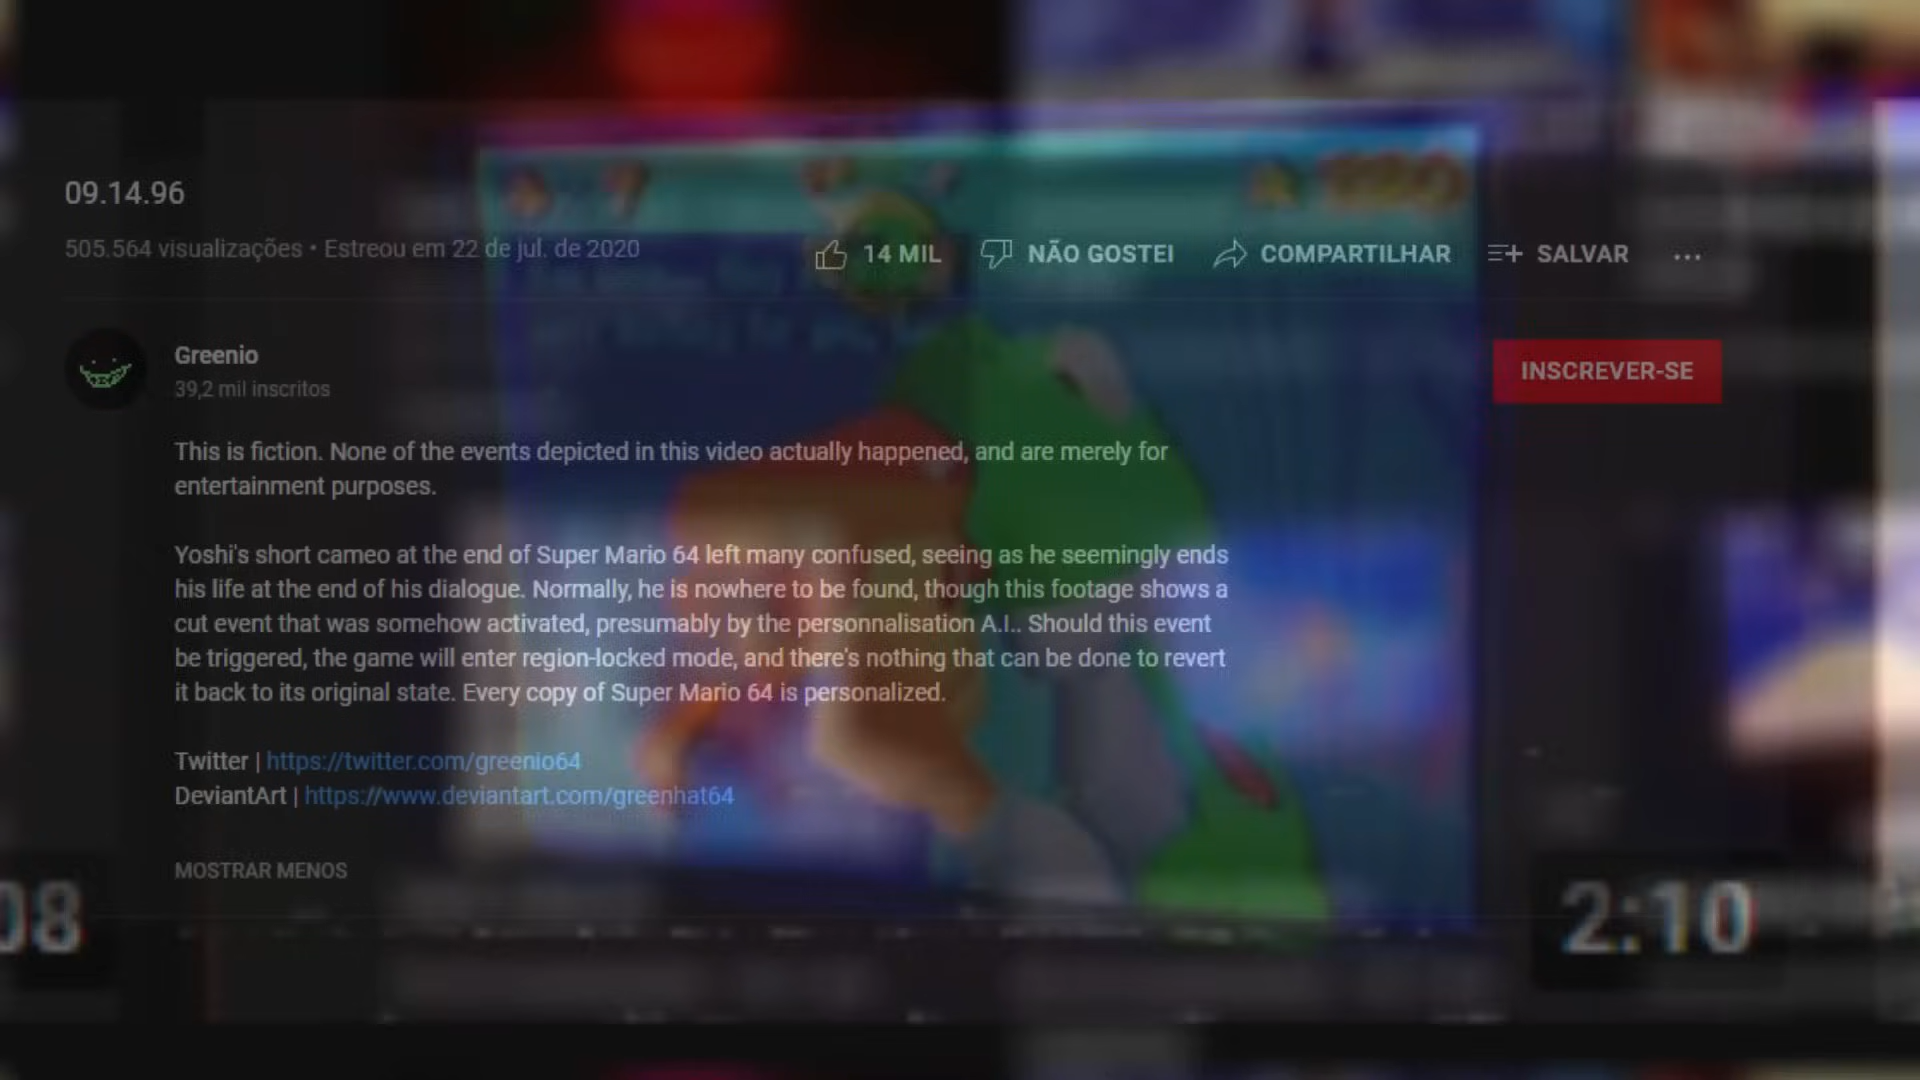 09.14.96
505.564 visualizações • Estreou em 22 de jul. de 2020
14 MIL NÃO GOSTEI COMPARTILHAR SALVAR ...
Greenio
39,2 mil inscritos
INSCREVER-SE
This is fiction. None of the events depicted in this video actually happened, and are merely for
entertainment purposes.
Yoshi's short cameo at the end of Super Mario 64 left many confused, seeing as he seemingly ends
his life at the end of his dialogue. Normally, he is nowhere to be found, though this footage shows a
cut event that was somehow activated, presumably by the personnalisation A.I.. Should this event
be triggered, the game will enter region-locked mode, and there's nothing that can be done to revert
it back to its original state. Every copy of Super Mario 64 is personalized.
Twitter | https://twitter.com/greenio64
DeviantArt | https://www.deviantart.com/greenhat64
MOSTRAR MENOS
08
2:10